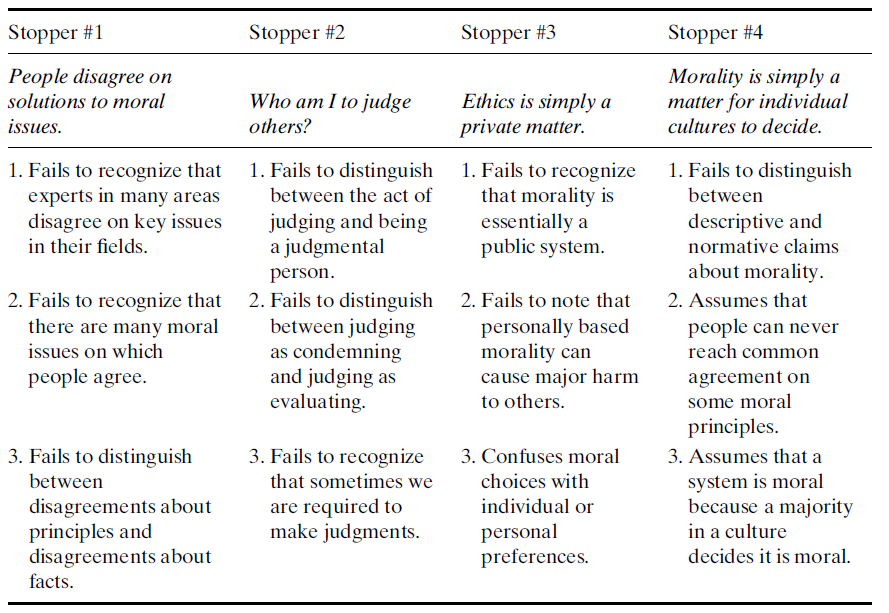 Stopper #1
Stopper #2
Stopper #3
Stopper #4
People disagree on
solutions to moral
issues.
Who am I to judge
others?
Ethics is simply a
private matter.
Morality is simply a
matter for individual
cultures to decide.
1. Fails to recognize that
experts in many areas
disagree on key issues
in their fields.
1. Fails to distinguish
between the act of
judging and being
a judgmental
person.
1. Fails to recognize
that morality is
essentially a
public system.
1. Fails to distinguish
between
descriptive and
normative claims
about morality.
2. Fails to recognize that
there are many moral
issues on which
people agree.
2. Fails to distinguish
between judging
as condemning
and judging as
evaluating.
2. Fails to note that
personally based
morality can
cause major harm
to others.
2. Assumes that
people can never
reach common
agreement on
some moral
principles.
3. Fails to distinguish
between
disagreements about
principles and
disagreements about
facts.
3. Fails to recognize
that sometimes we
are required to
make judgments.
3. Confuses moral
choices with
individual or
personal
preferences.
3. Assumes that a
system is moral
because a majority
in a culture
decides it is moral.